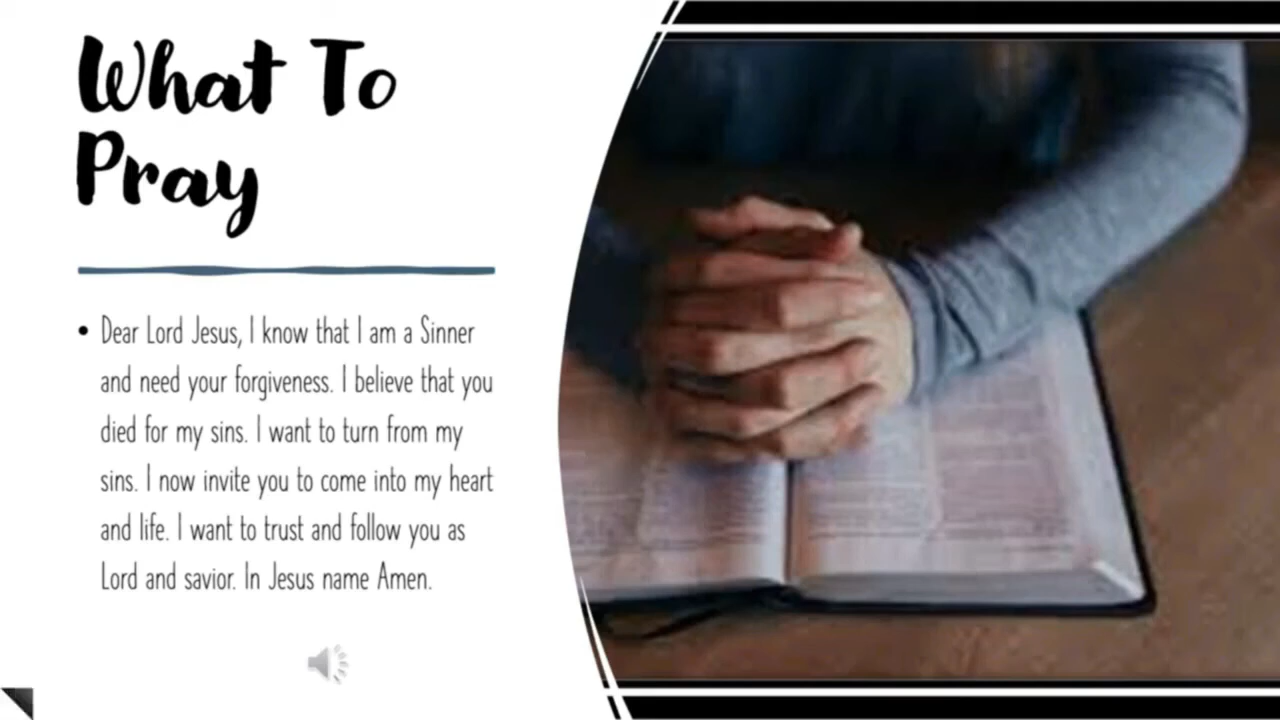 What To
Pray
• Dear Lord Jesus, I know that I am a Sinner
and need your forgiveness. I believe that you
died for my sins. I want to turn from my
sins. I now invite you to come into my heart
and life. I want to trust and follow you as
Lord and savior. In Jesus name Amen.